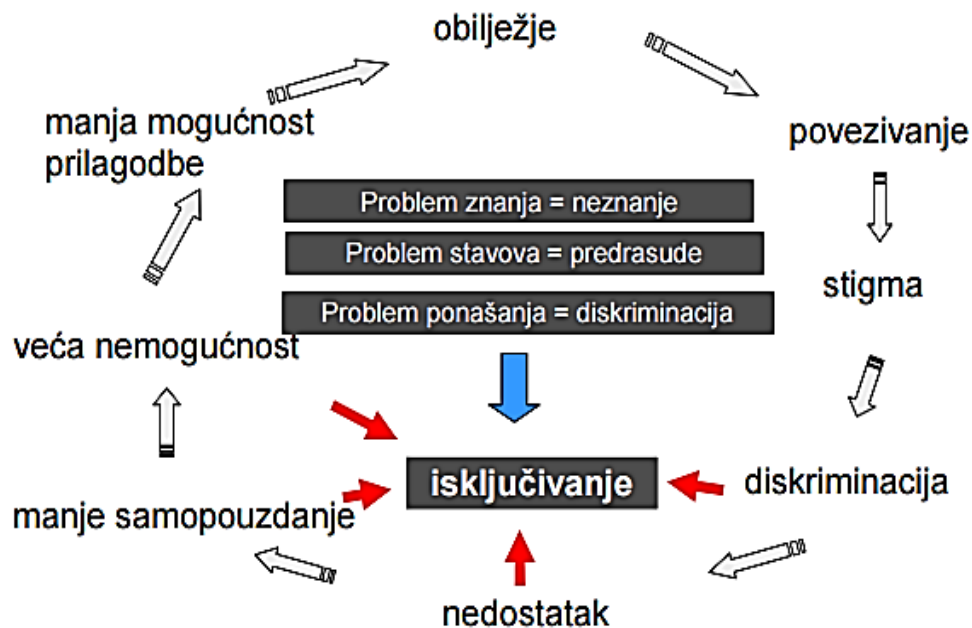 obilježje
povezivanje
stigma
diskriminacija
nedostatak
manje samopouzdanje
veća nemogućnost
manja mogućnost
prilagodbe
Problem znanja = neznanje
Problem stavova = predrasude
Problem ponašanja = diskriminacija
isključivanje